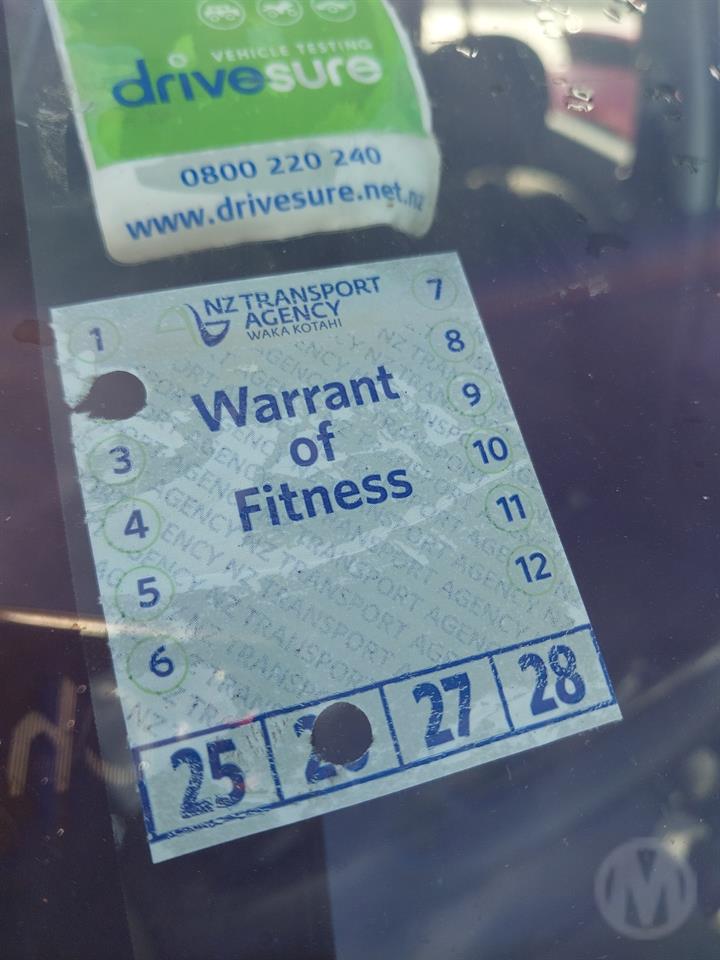 VEHICLE TESTING
drivesure
0800 220 240
www.drivesure.net.nz
NZ TRANSPORT
AGENCY
WAKA KOTAHI
Warrant
of
Fitness
1
3
4
5
6
7
8
9
10
11
12
25 27 28
M